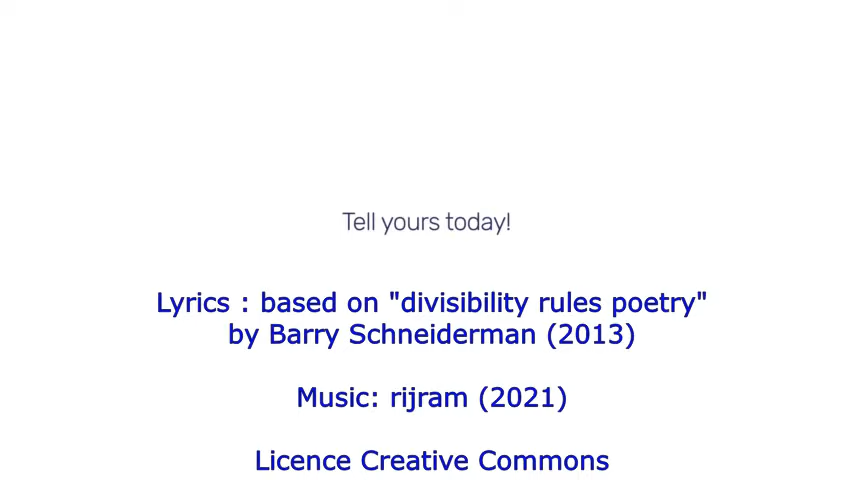 Tell yours today!
Lyrics : based on "divisibility rules poetry"
by Barry Schneiderman (2013)
Music: rijram (2021)
Licence Creative Commons